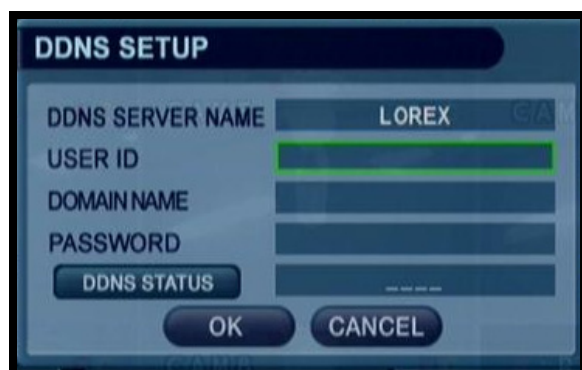 DDNS SETUP
DDNS SERVER NAME LOREX
USER ID
DOMAIN NAME
PASSWORD
DDNS STATUS ----
OK CANCEL